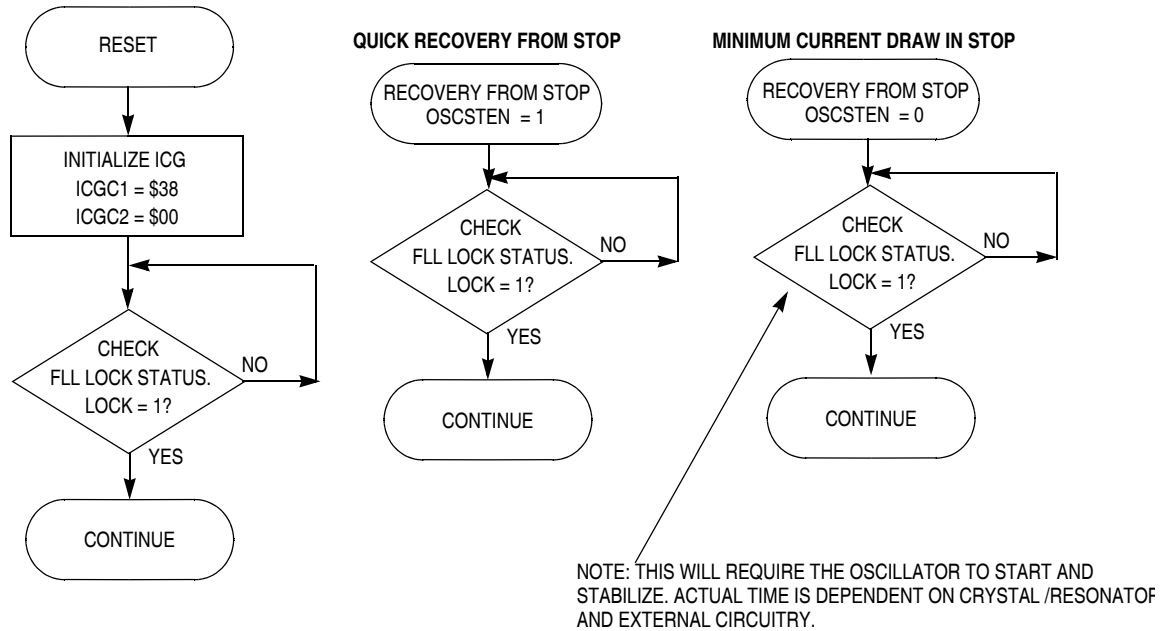 RESET
INITIALIZE ICG
ICGC1 = $38
ICGC2 = $00
CHECK
FLL LOCK STATUS.
LOCK = 1?
NO
YES
CONTINUE
QUICK RECOVERY FROM STOP
RECOVERY FROM STOP
OSCSTEN = 1
CHECK
FLL LOCK STATUS.
LOCK = 1?
NO
YES
CONTINUE
MINIMUM CURRENT DRAW IN STOP
RECOVERY FROM STOP
OSCSTEN = 0
CHECK
FLL LOCK STATUS.
LOCK = 1?
NO
YES
CONTINUE
NOTE: THIS WILL REQUIRE THE OSCILLATOR TO START AND
STABILIZE. ACTUAL TIME IS DEPENDENT ON CRYSTAL /RESONATOR
AND EXTERNAL CIRCUITRY.